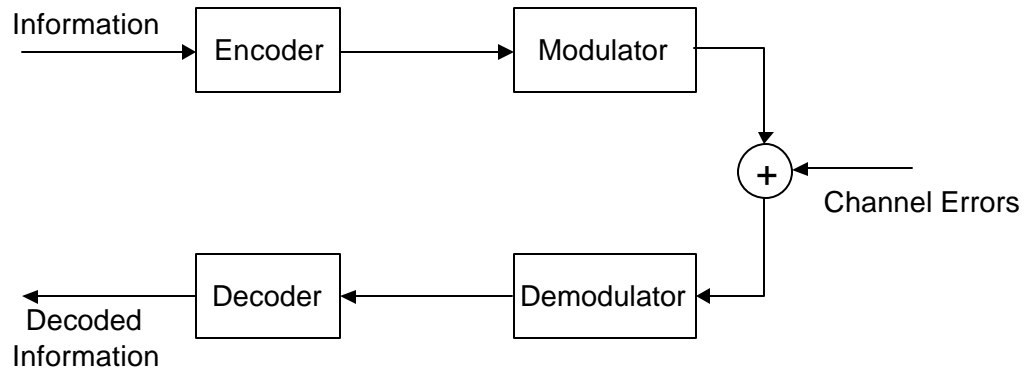 Information
Encoder
Modulator
+
Channel Errors
Decoder
Demodulator
Decoded
Information